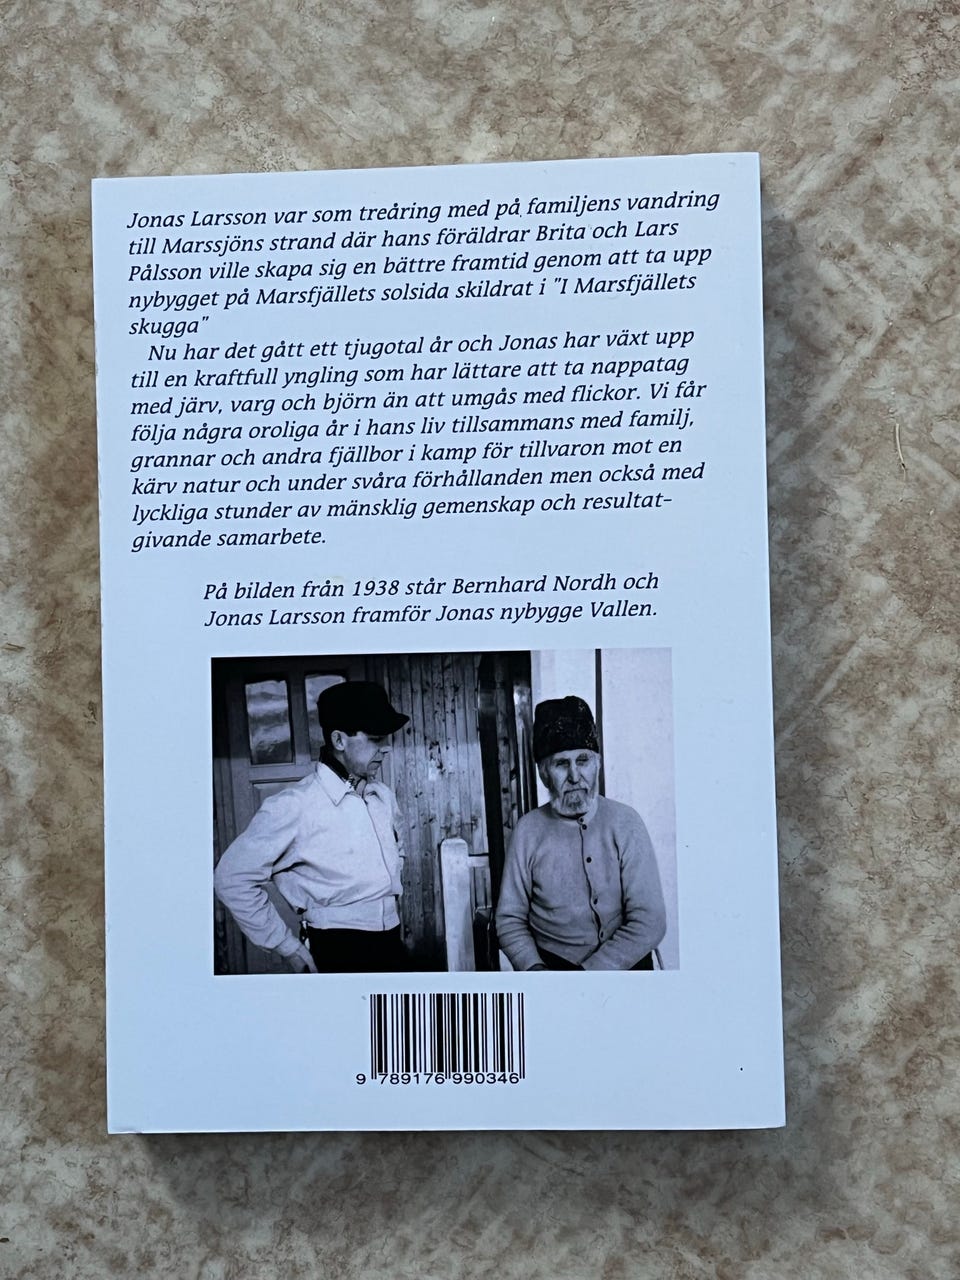 Jonas Larsson var som treåring med på familjens vandring
till Marssjöns strand där hans föräldrar Brita och Lars
Pålsson ville skapa sig en bättre framtid genom att ta upp
nybygget på Marsfjällets solsida skildrat i "I Marsfjällets
skugga"
Nu har det gått ett tjugotal år och Jonas har växt upp
till en kraftfull yngling som har lättare att ta nappatag
med järv, varg och björn än att umgås med flickor. Vi får
följa några oroliga år i hans liv tillsammans med familj,
grannar och andra fjällbor i kamp för tillvaron mot en
kärv natur och under svåra förhållanden men också med
lyckliga stunder av mänsklig gemenskap och resultat-
givande samarbete.
På bilden från 1938 står Bernhard Nordh och
Jonas Larsson framför Jonas nybygge Vallen.
9 789176 990346